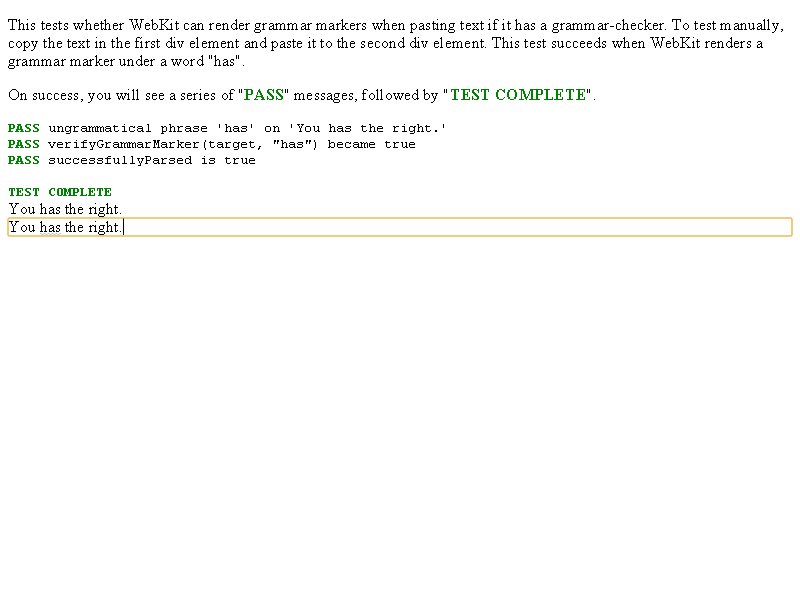 This tests whether WebKit can render grammar markers when pasting text if it has a grammar-checker. To test manually,
copy the text in the first div element and paste it to the second div element. This test succeeds when WebKit renders a
grammar marker under a word "has".
On success, you will see a series of "PASS" messages, followed by "TEST COMPLETE".
PASS ungrammatical phrase 'has' on 'You has the right.'
PASS verifyGrammarMarker(target, "has") became true
PASS successfullyParsed is true
TEST COMPLETE
You has the right.
You has the right.